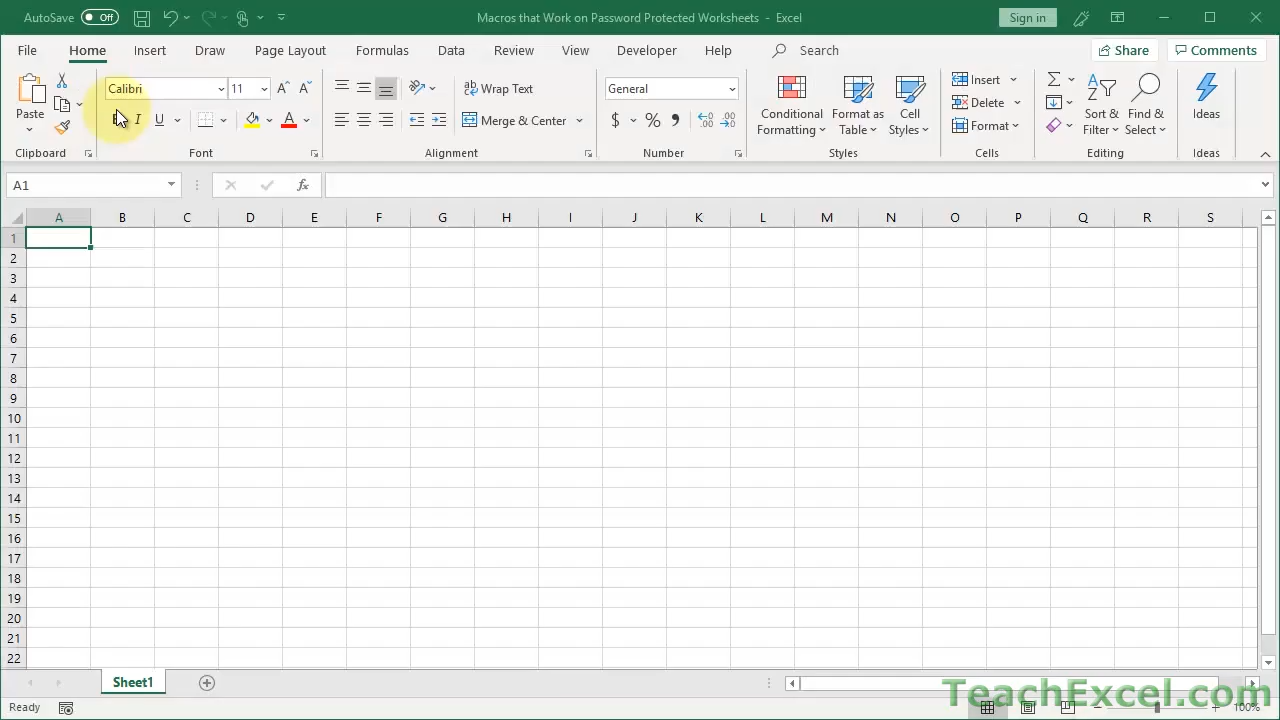 AutoSave Off Macros that Work on Password Protected Worksheets - Excel Sign in
File Home Insert Draw Page Layout Formulas Data Review View Developer Help Search Share Comments
Calibri 11 Wrap Text General Insert
Paste I U Merge & Center $ % Conditional Formatting Format as Table Cell Styles Delete Sort & Filter Find & Select Ideas
Format
Clipboard Font Alignment Number Styles Cells Editing Ideas
A1 fx
A B C D E F G H I J K L M N O P Q R S
1
2
3
4
5
6
7
8
9
10
11
12
13
14
15
16
17
18
19
20
21
22
Sheet1
TeachExcel.com
Ready 100%